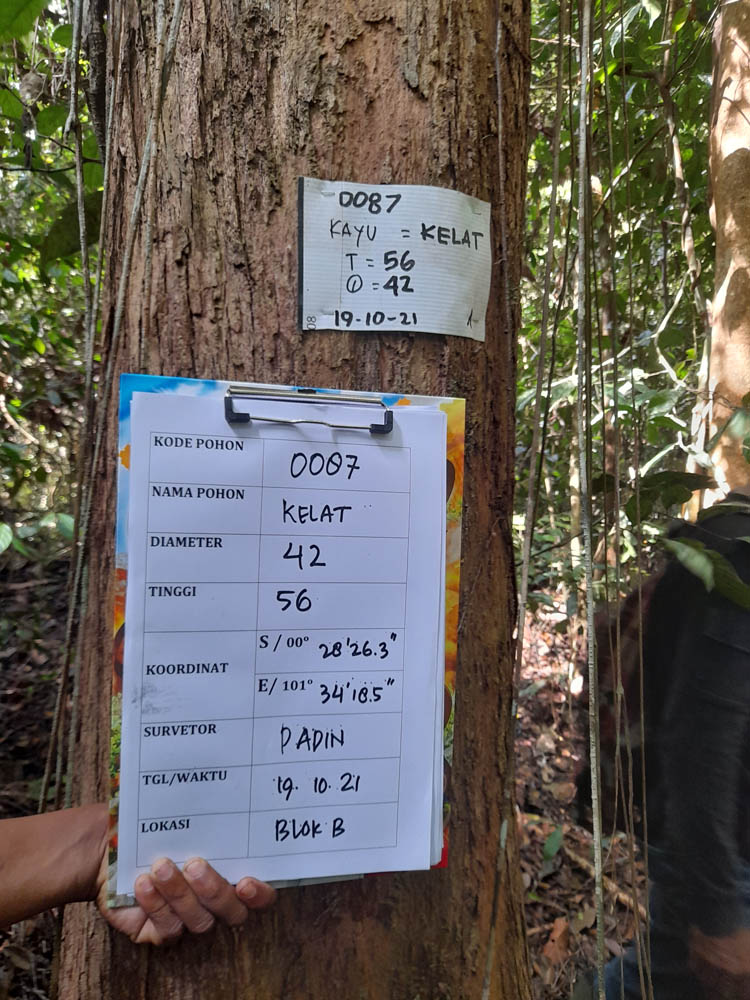 0087
KAYU = KELAT
T = 56
Ø = 42
19-10-21
KODE POHON 0087
NAMA POHON KELAT
DIAMETER 42
TINGGI 56
KOORDINAT S / 00° 28'26.3"
E/ 101° 34'18.5"
SURVETOR PADIN
TGL/WAKTU 19. 10. 21
LOKASI BLOK B